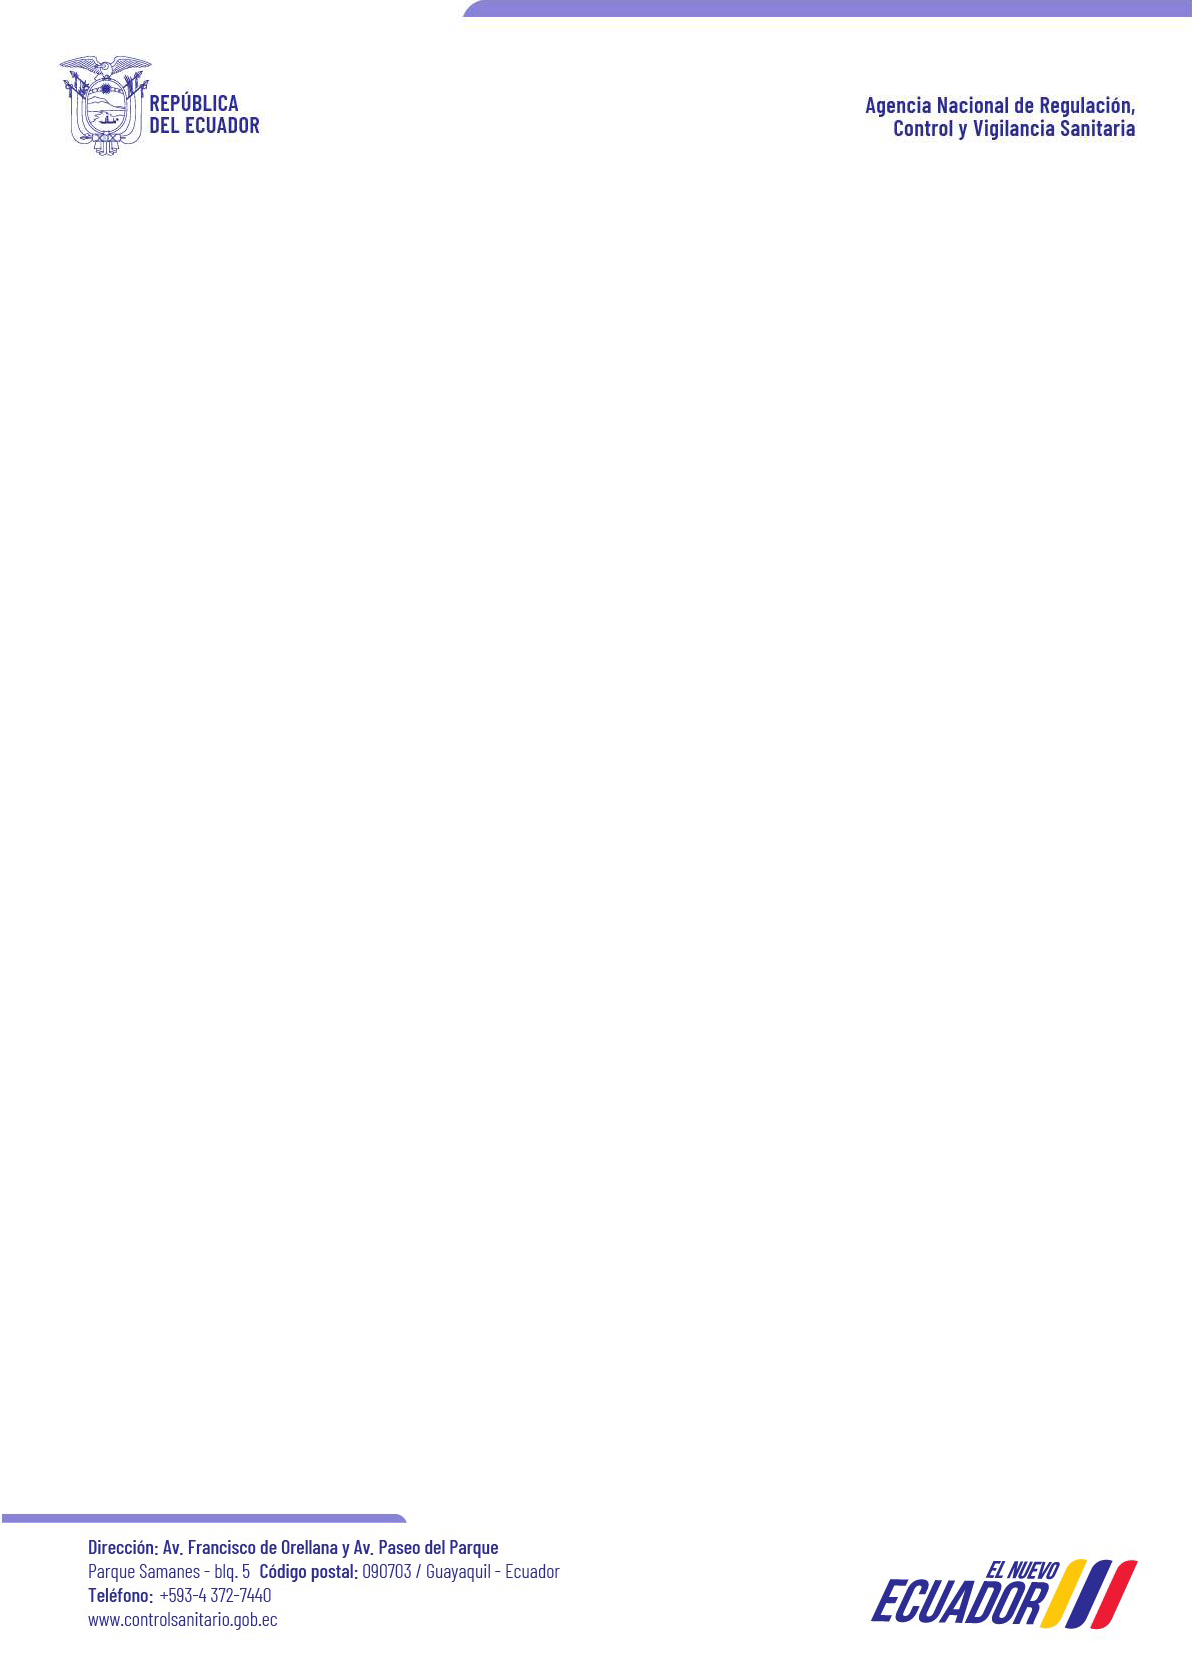 REPÚBLICA
DEL ECUADOR
Agencia Nacional de Regulación,
Control y Vigilancia Sanitaria
Dirección: Av. Francisco de Orellana y Av. Paseo del Parque
Parque Samanes - blq. 5 Código postal: 090703 / Guayaquil - Ecuador
Teléfono: +593-4 372-7440
www.controlsanitario.gob.ec
EL NUEVO
ECUADOR